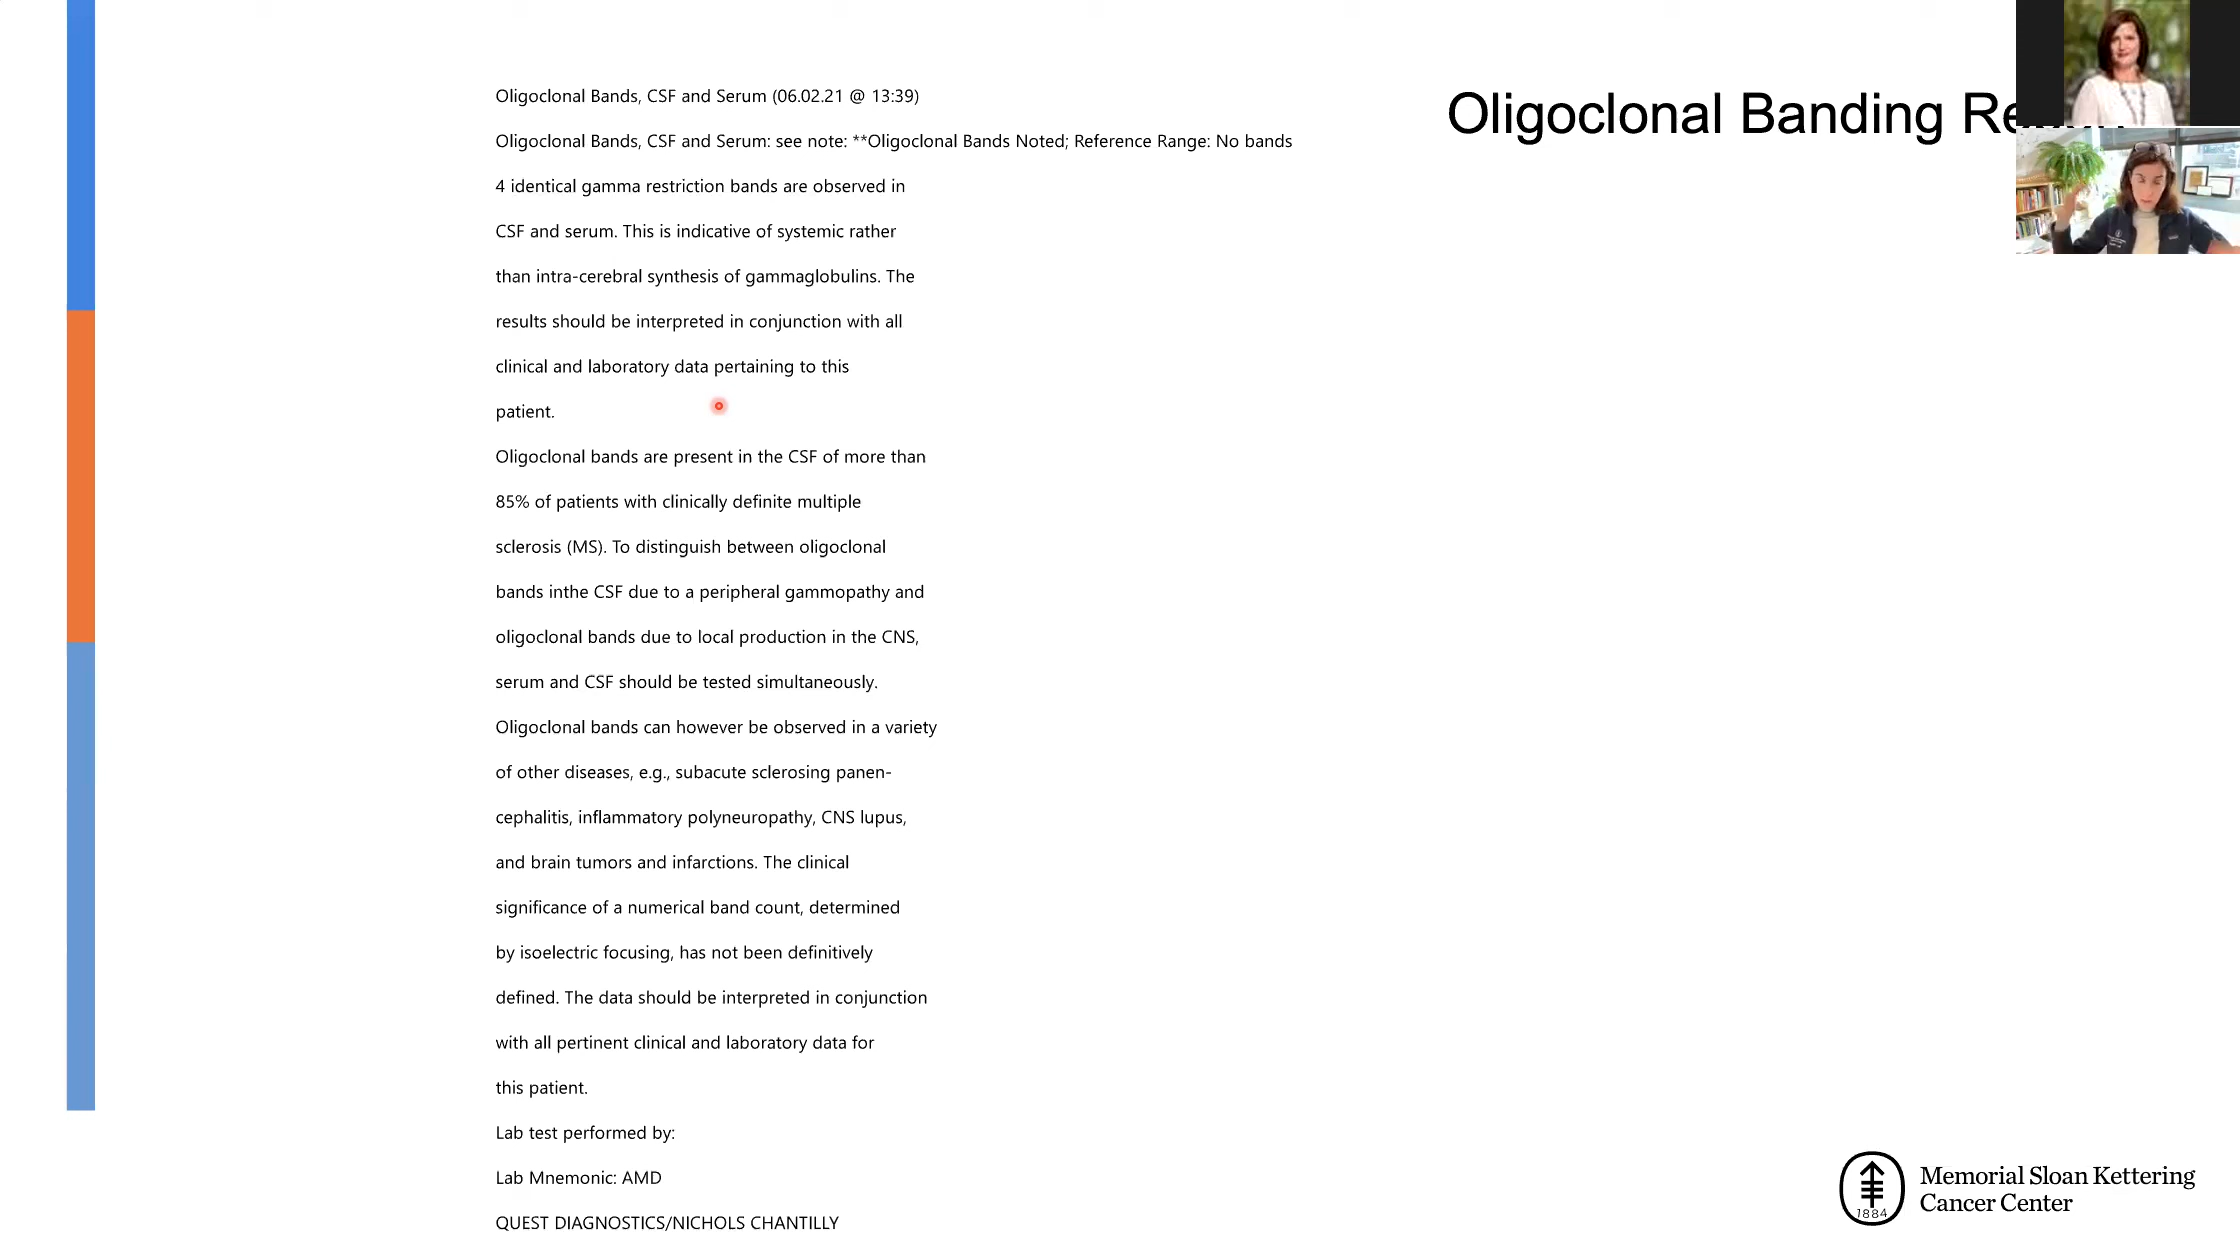 Oligoclonal Banding Re
Oligoclonal Bands, CSF and Serum (06.02.21 @ 13:39)
Oligoclonal Bands, CSF and Serum: see note: **Oligoclonal Bands Noted; Reference Range: No bands
4 identical gamma restriction bands are observed in
CSF and serum. This is indicative of systemic rather
than intra-cerebral synthesis of gammaglobulins. The
results should be interpreted in conjunction with all
clinical and laboratory data pertaining to this
patient.
Oligoclonal bands are present in the CSF of more than
85% of patients with clinically definite multiple
sclerosis (MS). To distinguish between oligoclonal
bands inthe CSF due to a peripheral gammopathy and
oligoclonal bands due to local production in the CNS,
serum and CSF should be tested simultaneously.
Oligoclonal bands can however be observed in a variety
of other diseases, e.g., subacute sclerosing panen-
cephalitis, inflammatory polyneuropathy, CNS lupus,
and brain tumors and infarctions. The clinical
significance of a numerical band count, determined
by isoelectric focusing, has not been definitively
defined. The data should be interpreted in conjunction
with all pertinent clinical and laboratory data for
this patient.
Lab test performed by:
Lab Mnemonic: AMD
QUEST DIAGNOSTICS/NICHOLS CHANTILLY
1884
Memorial Sloan Kettering
Cancer Center